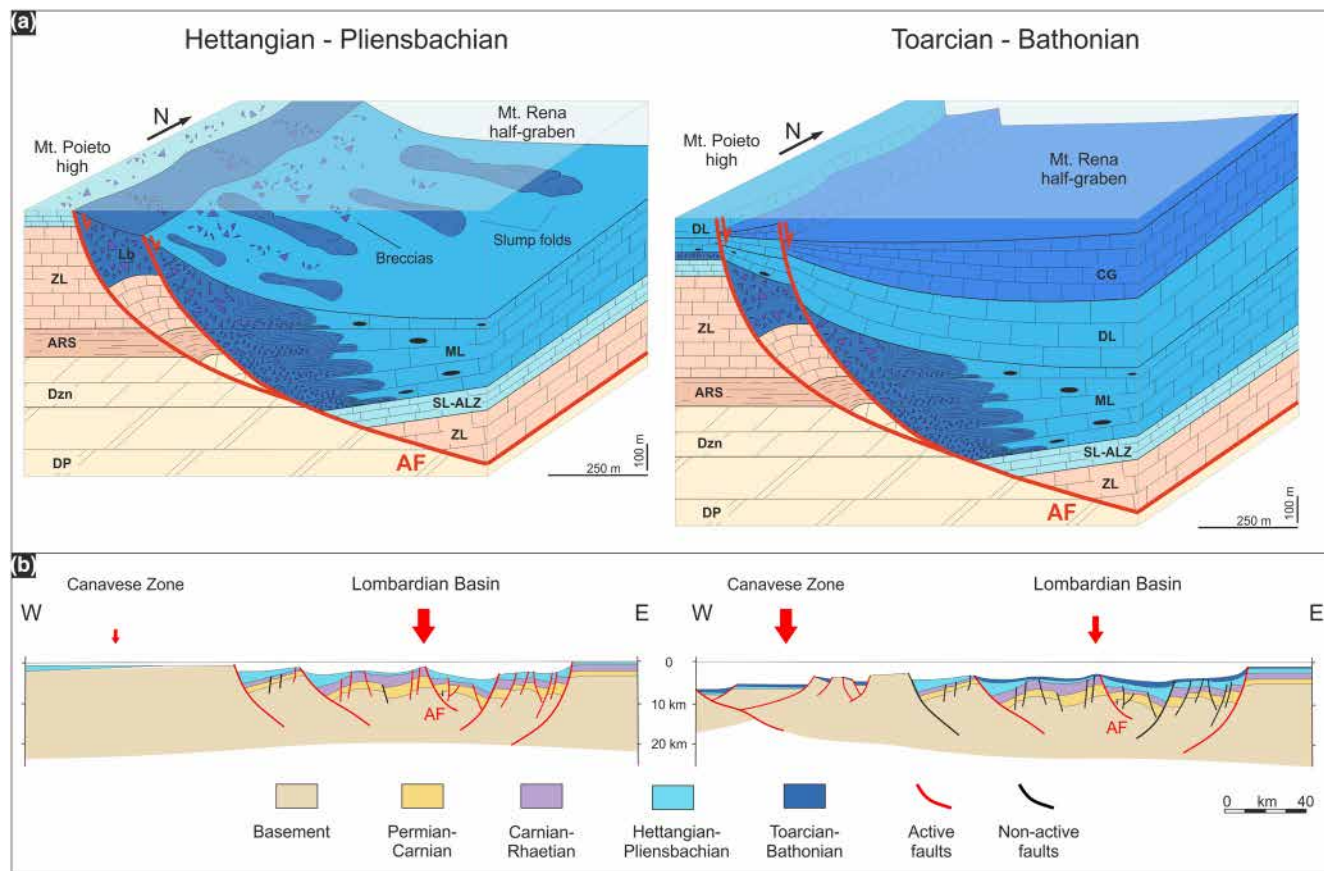 (a)
Hettangian - Pliensbachian
Mt. Poieto
high
N
Mt. Rena
half-graben
Slump folds
Breccias
Lb
ZL
ARS
Dzn
DP
ML
SL-ALZ
ZL
AF
250 m
100 m
Toarcian - Bathonian
Mt. Poieto
high
N
Mt. Rena
half-graben
DL
CG
DL
ZL
ARS
Dzn
DP
ML
SL-ALZ
ZL
AF
250 m
100 m
(b)
Canavese Zone
Lombardian Basin
W
E
AF
Canavese Zone
Lombardian Basin
W
E
0
10 km
20 km
AF
Basement
Permian-
Carnian
Carnian-
Rhaetian
Hettangian-
Pliensbachian
Toarcian-
Bathonian
Active
faults
Non-active
faults
0 km 40